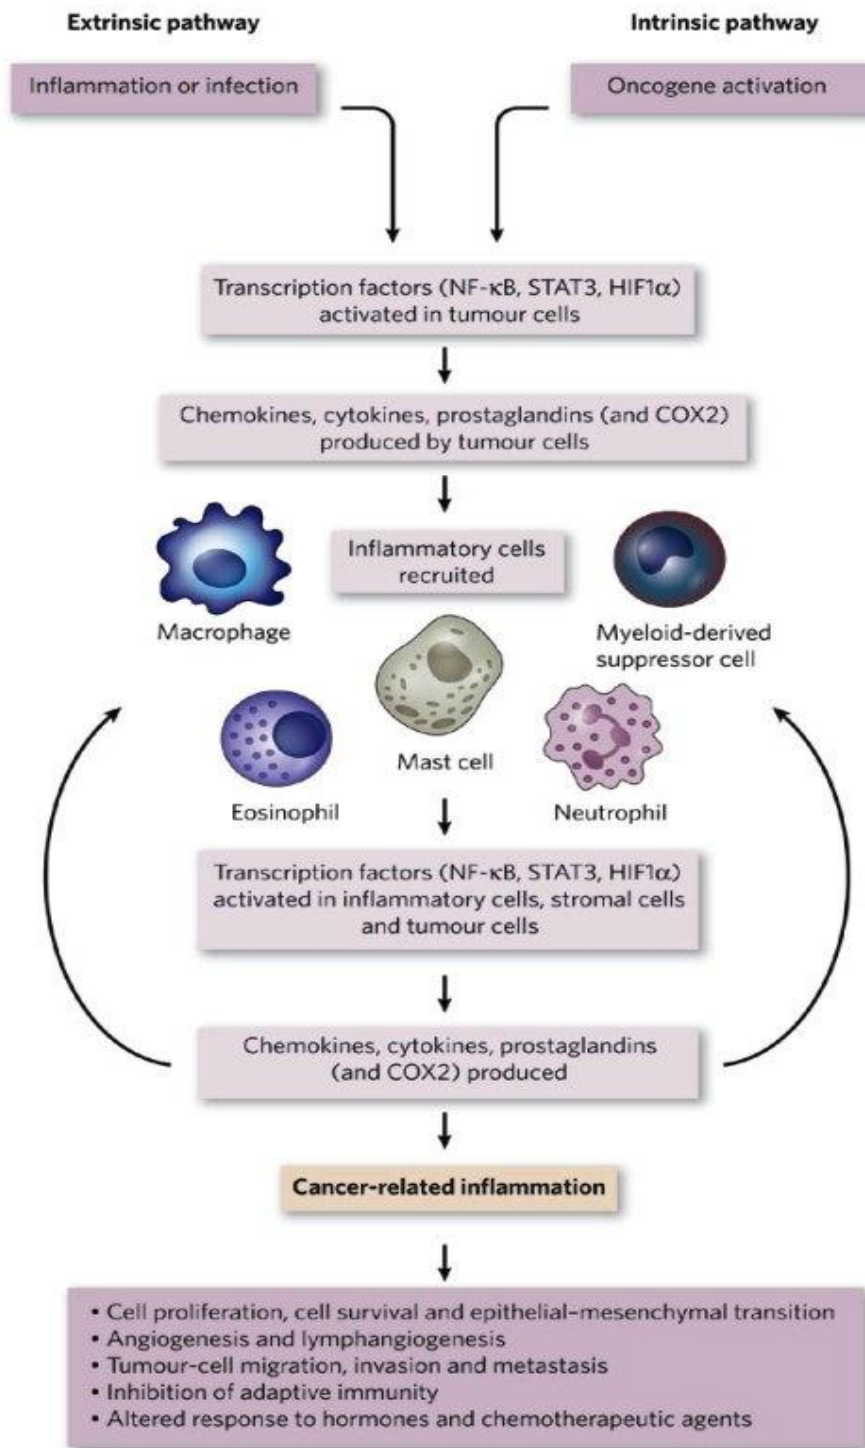 Extrinsic pathway
Intrinsic pathway
Inflammation or infection
Oncogene activation
Transcription factors (NF-κB, STAT3, HIF1α)
activated in tumour cells
Chemokines, cytokines, prostaglandins (and COX2)
produced by tumour cells
Inflammatory cells
recruited
Macrophage
Myeloid-derived
suppressor cell
Mast cell
Eosinophil
Neutrophil
Transcription factors (NF-κB, STAT3, HIF1α)
activated in inflammatory cells, stromal cells
and tumour cells
Chemokines, cytokines, prostaglandins
(and COX2) produced
Cancer-related inflammation
• Cell proliferation, cell survival and epithelial–mesenchymal transition
• Angiogenesis and lymphangiogenesis
• Tumour-cell migration, invasion and metastasis
• Inhibition of adaptive immunity
• Altered response to hormones and chemotherapeutic agents